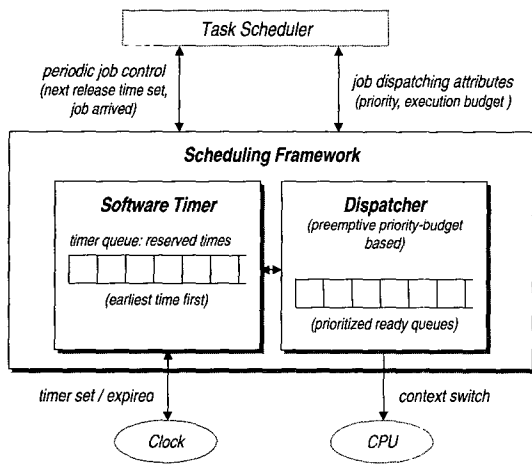 Task Scheduler
periodic job control
(next release time set,
job arrived)
job dispatching attributes
(priority, execution budget )
Scheduling Framework
Software Timer
timer queue: reserved times
(earliest time first)
Dispatcher
(preemptive priority-budget
based)
(prioritized ready queues)
timer set / expired
context switch
Clock
CPU